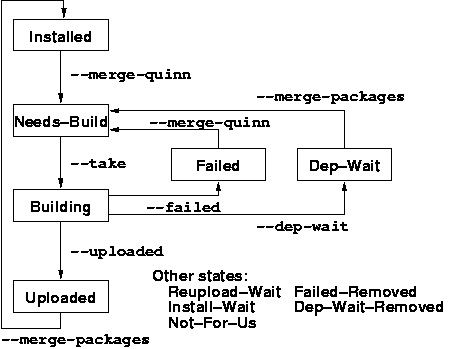 Installed
--merge-quinn
--merge-packages
Needs–Build
--merge-quinn
--take
Failed
Dep–Wait
Building
--failed
--dep-wait
--uploaded
Other states:
Uploaded
Reupload–Wait Failed–Removed
Install–Wait Dep–Wait–Removed
Not–For–Us
--merge-packages